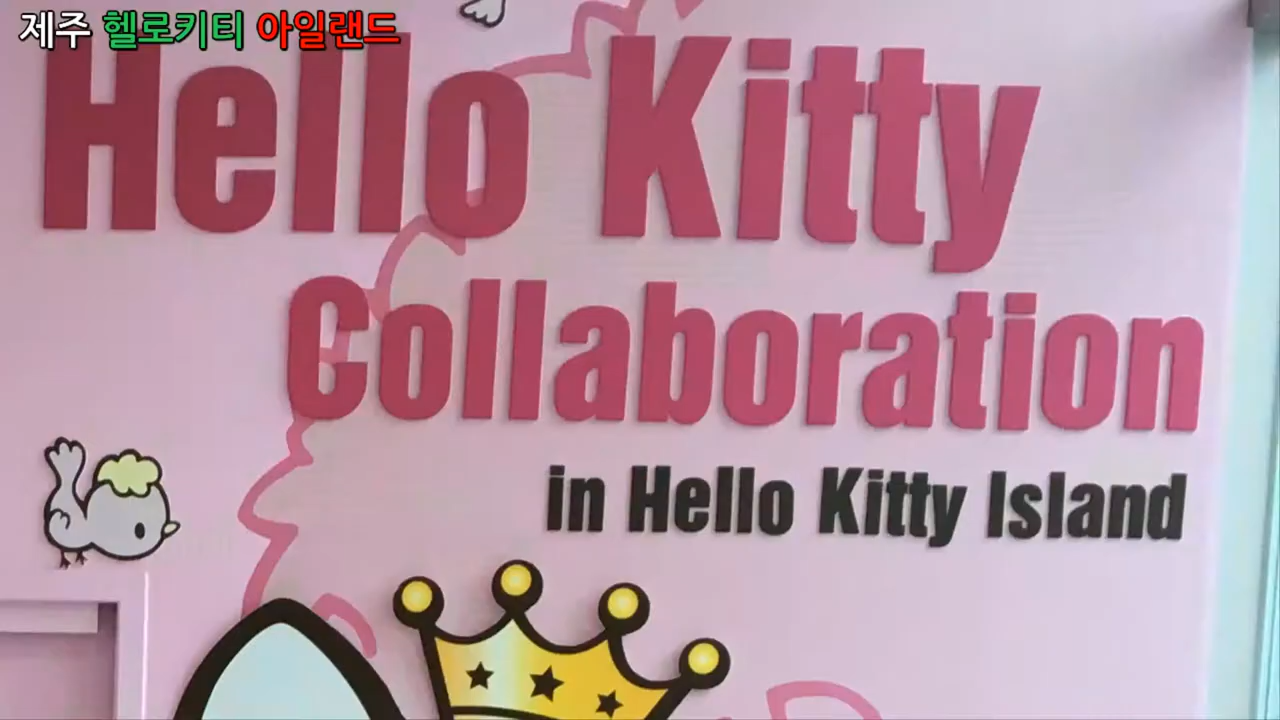 제주 헬로키티 아일랜드
Hello Kitty
Collaboration
in Hello Kitty Island